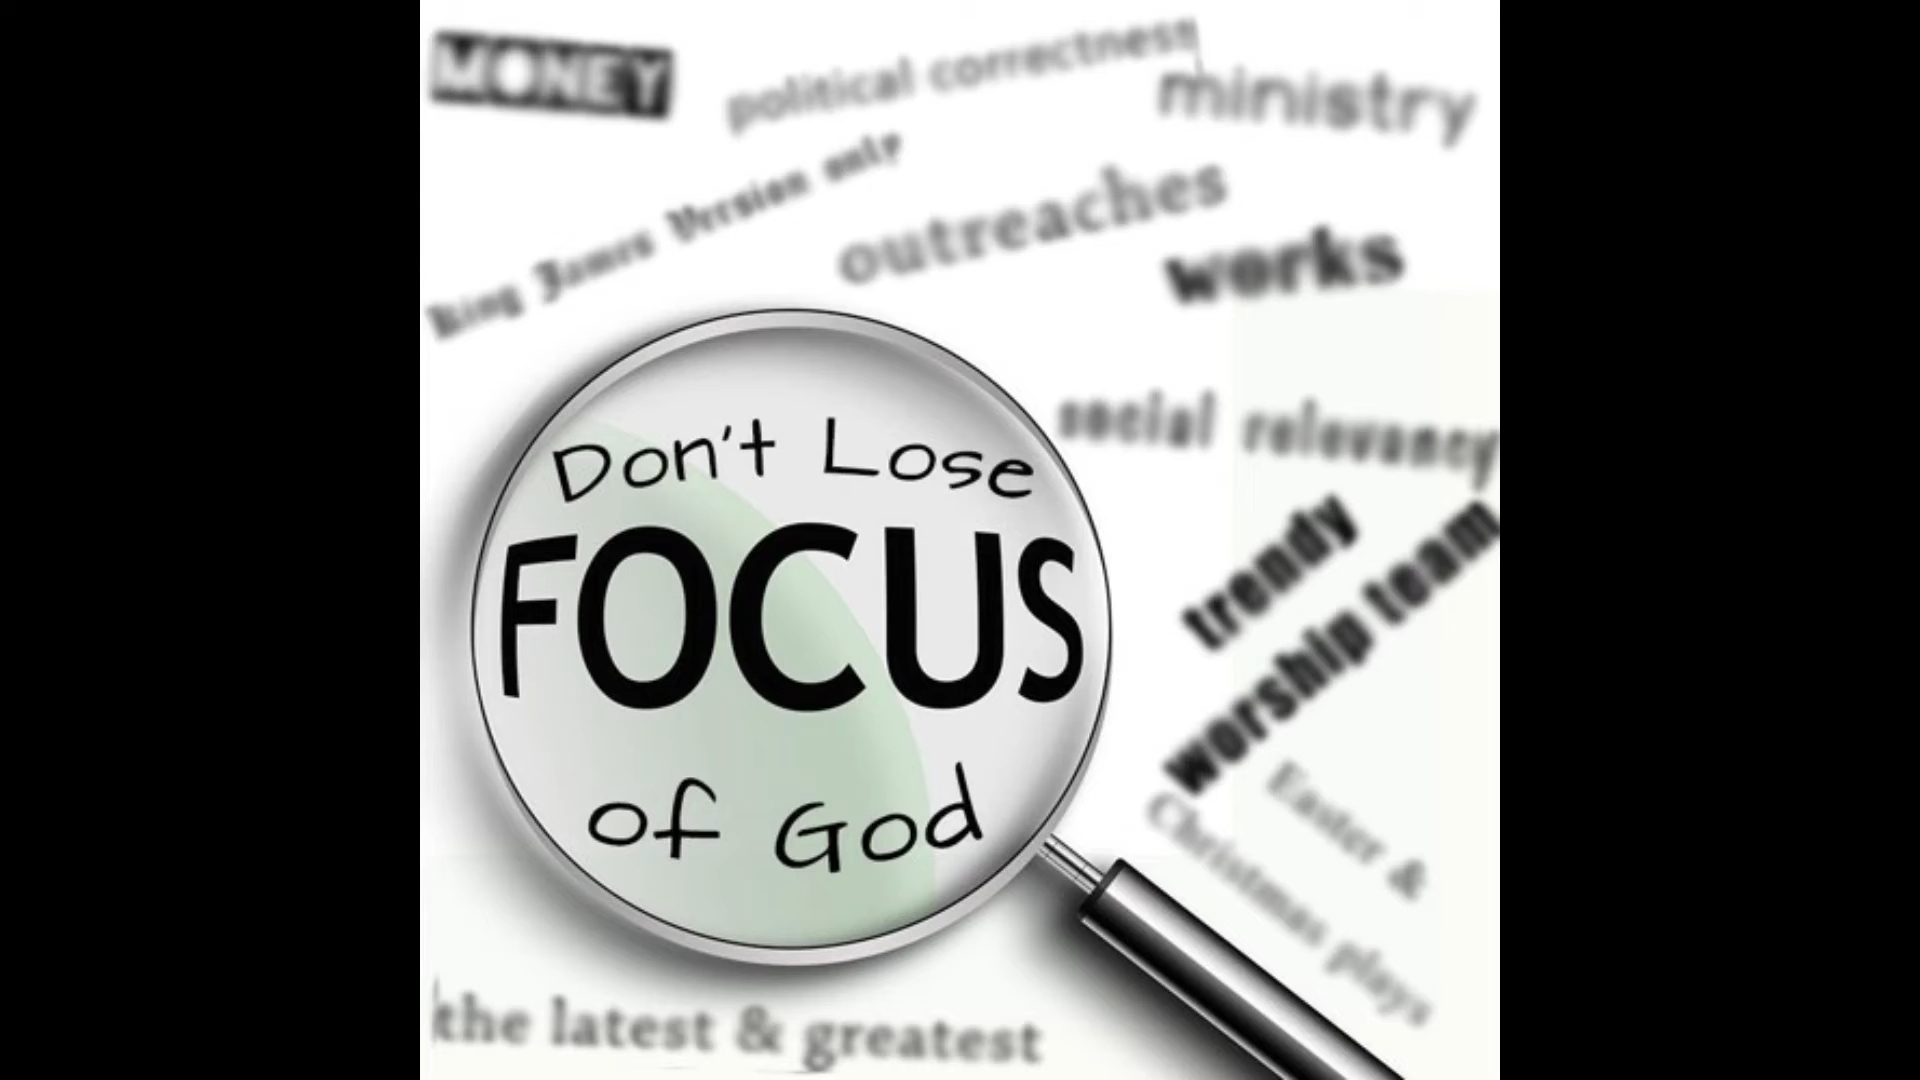 MONEY
political correctness
ministry
King James Version only
outreaches
works
social relevancy
Don't Lose
FOCUS
of God
trendy
worship team
Easter &
Christmas plays
the latest & greatest